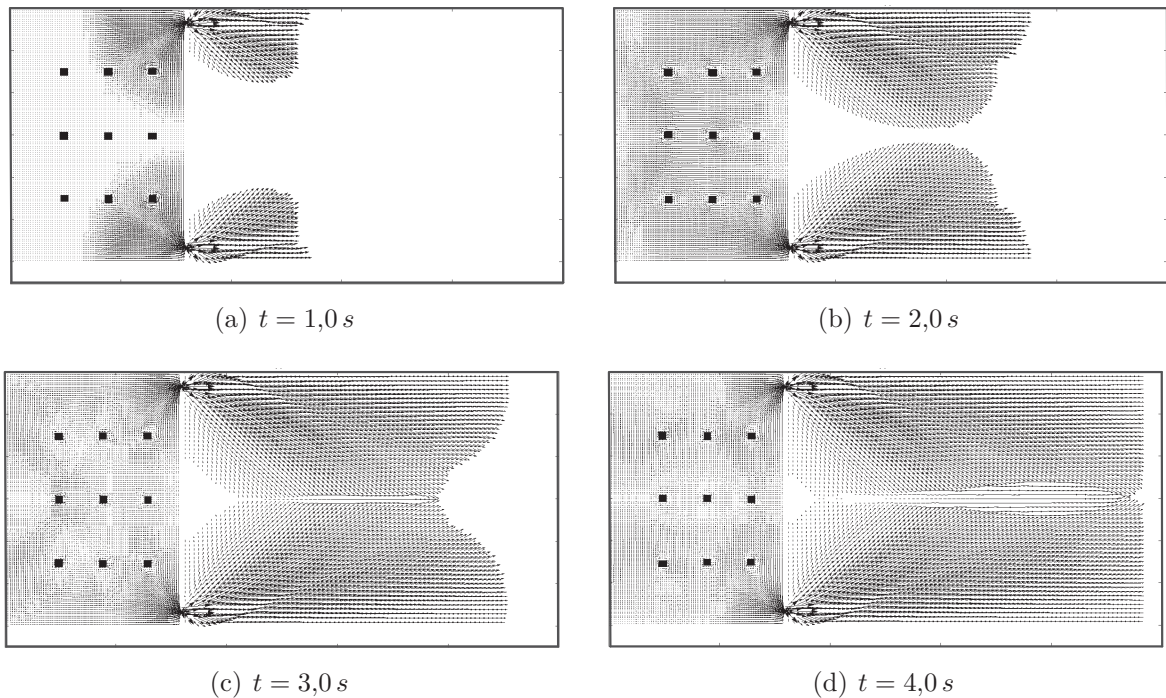 (a) t = 1,0 s
(b) t = 2,0 s
(c) t = 3,0 s
(d) t = 4,0 s